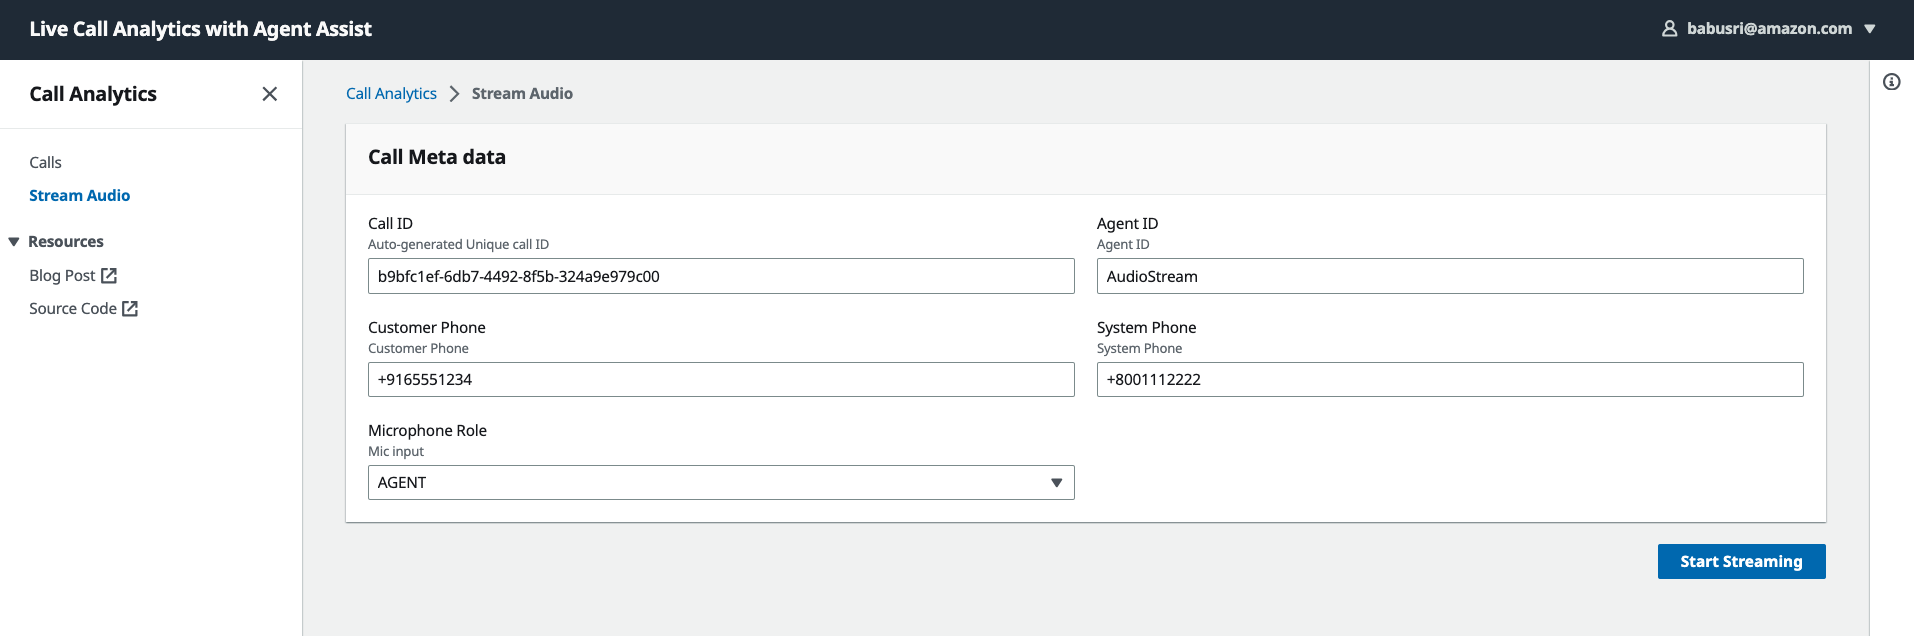 Live Call Analytics with Agent Assist
babusri@amazon.com
Call Analytics
Calls
Stream Audio
Resources
Blog Post
Source Code
Call Analytics > Stream Audio
Call Meta data
Call ID
Auto-generated Unique call ID
b9bfc1ef-6db7-4492-8f5b-324a9e979c00
Agent ID
Agent ID
AudioStream
Customer Phone
Customer Phone
+9165551234
System Phone
System Phone
+8001112222
Microphone Role
Mic input
AGENT
Start Streaming